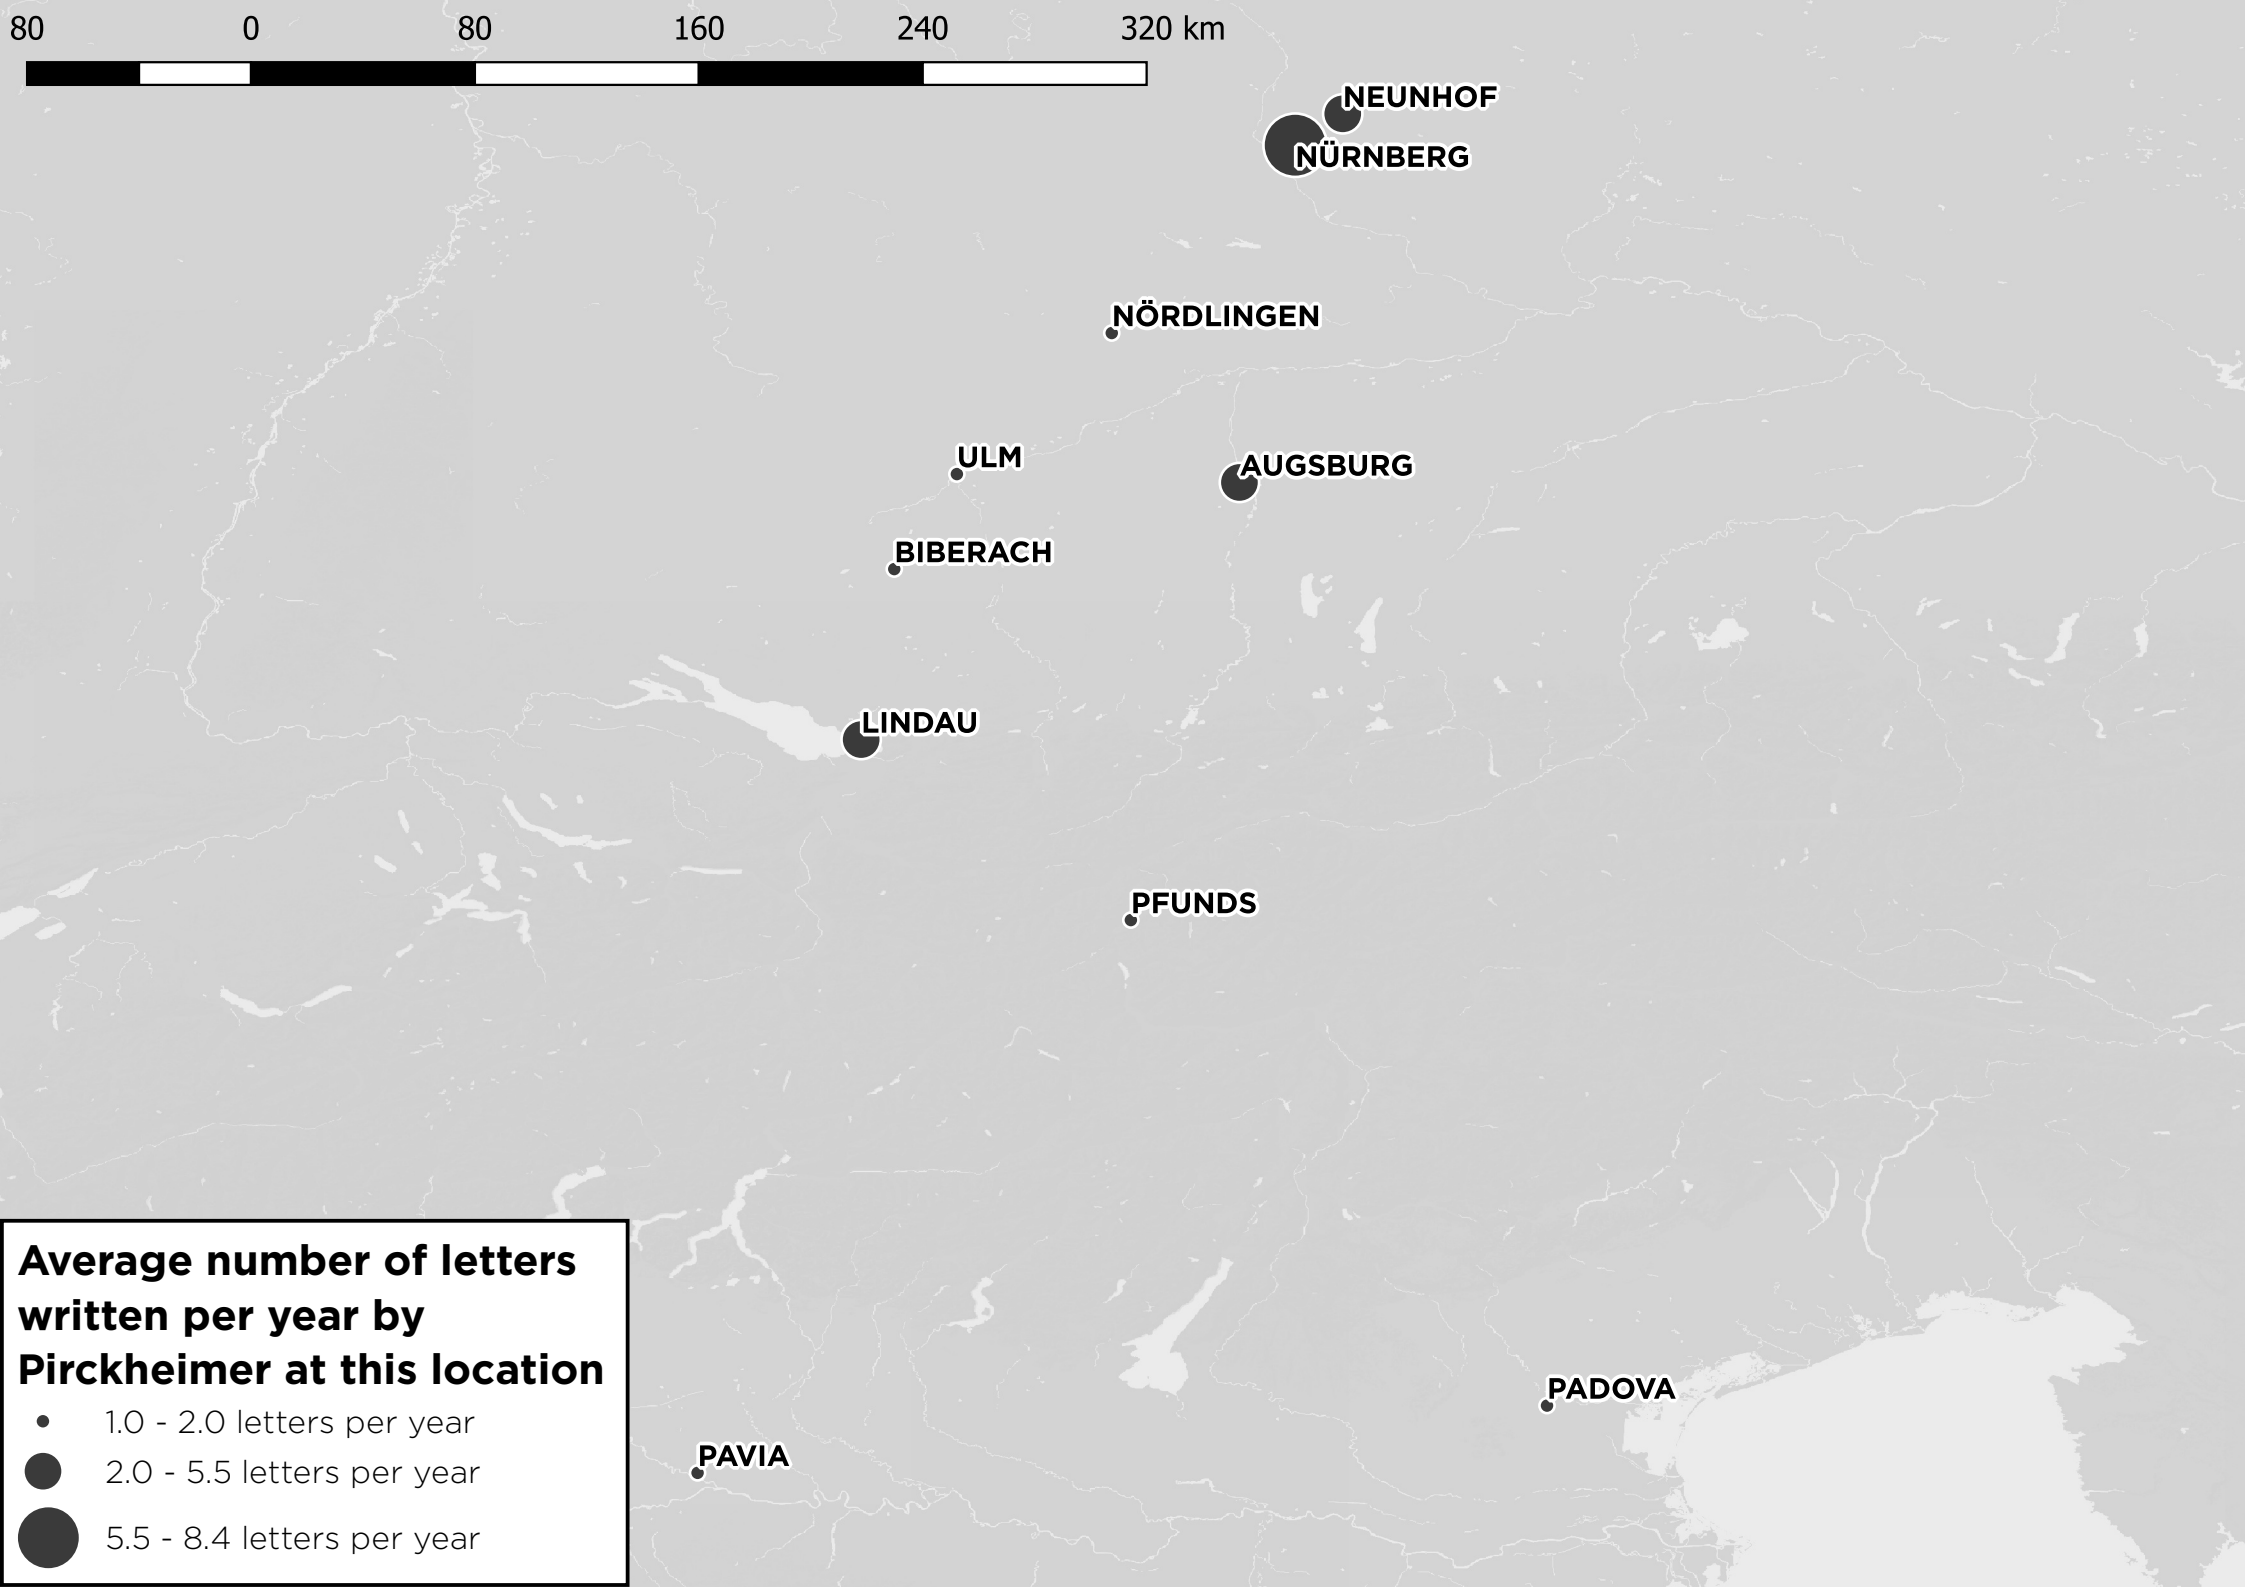 80 0 80 160 240 320 km
NEUNHOF
NÜRNBERG
NÖRDLINGEN
ULM
AUGSBURG
BIBERACH
LINDAU
PFUNDS
PADOVA
PAVIA
Average number of letters
written per year by
Pirckheimer at this location
1.0 - 2.0 letters per year
2.0 - 5.5 letters per year
5.5 - 8.4 letters per year